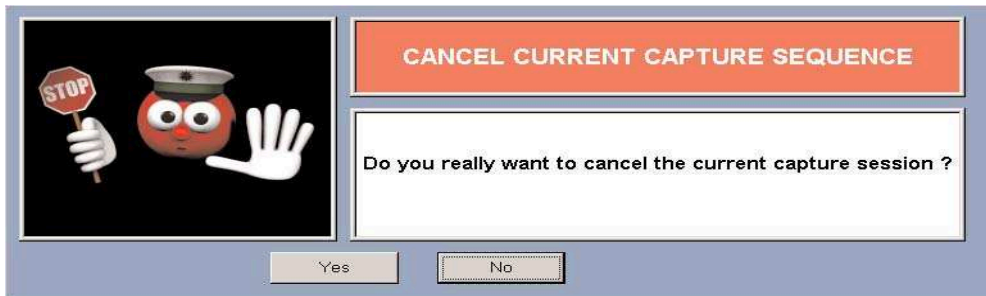 CANCEL CURRENT CAPTURE SEQUENCE
STOP
Do you really want to cancel the current capture session ?
Yes
No